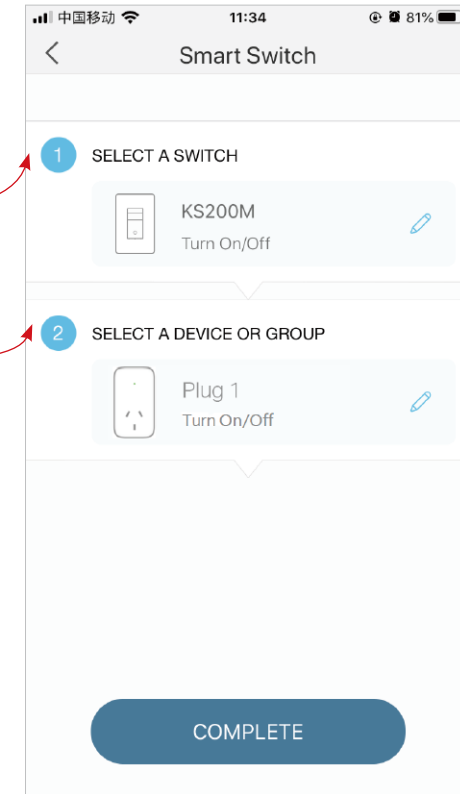 中国移动 11:34 81%
Smart Switch
1 SELECT A SWITCH
KS200M
Turn On/Off
2 SELECT A DEVICE OR GROUP
Plug 1
Turn On/Off
COMPLETE